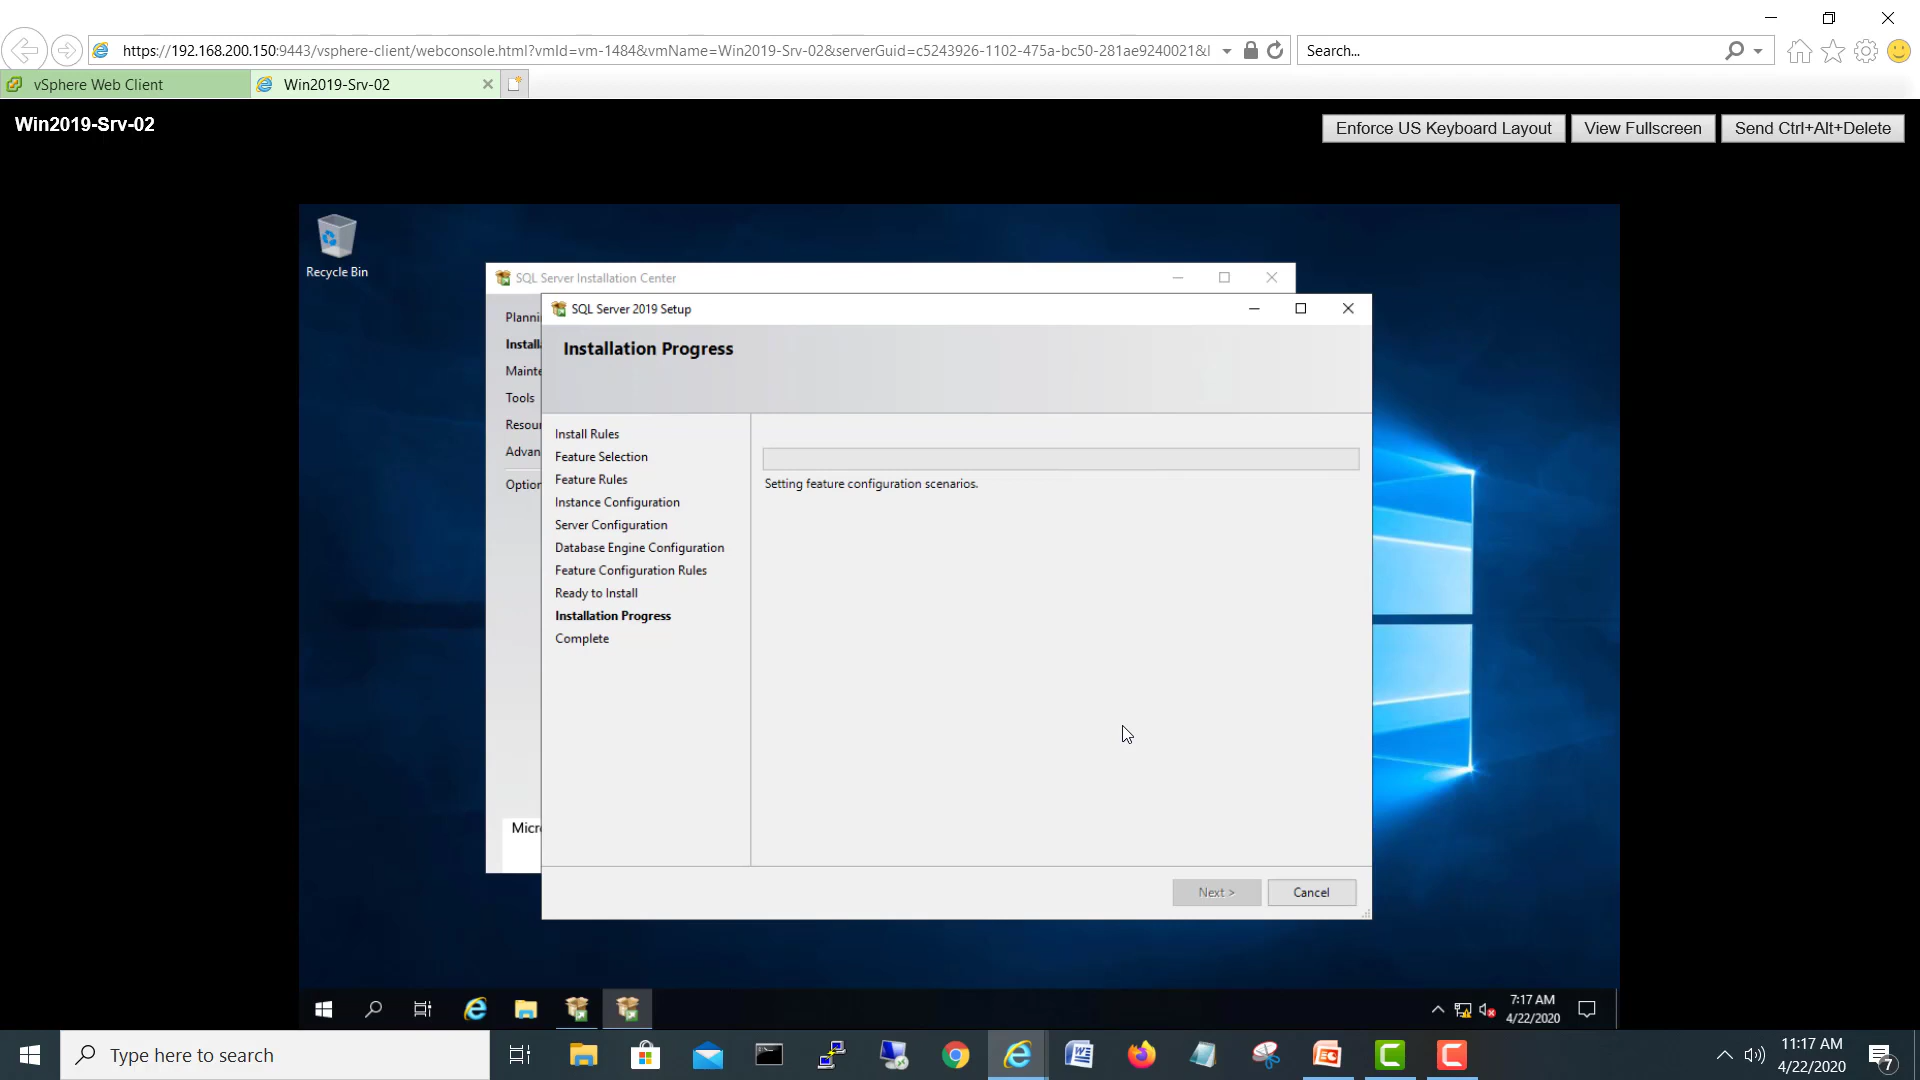 https://192.168.200.150:9443/vsphere-client/webconsole.html?vmId=vm-1484&vmName=Win2019-Srv-02&serverGuid=c5243926-1102-475a-bc50-281ae9240021&l
Search...
vSphere Web Client
Win2019-Srv-02
Win2019-Srv-02
Enforce US Keyboard Layout
View Fullscreen
Send Ctrl+Alt+Delete
Recycle Bin
SQL Server Installation Center
Planni
Install
Mainte
Tools
Resour
Advan
Option
Micr
SQL Server 2019 Setup
Installation Progress
Install Rules
Feature Selection
Feature Rules
Instance Configuration
Server Configuration
Database Engine Configuration
Feature Configuration Rules
Ready to Install
Installation Progress
Complete
Setting feature configuration scenarios.
Next >
Cancel
7:17 AM
4/22/2020
Type here to search
11:17 AM
4/22/2020
7